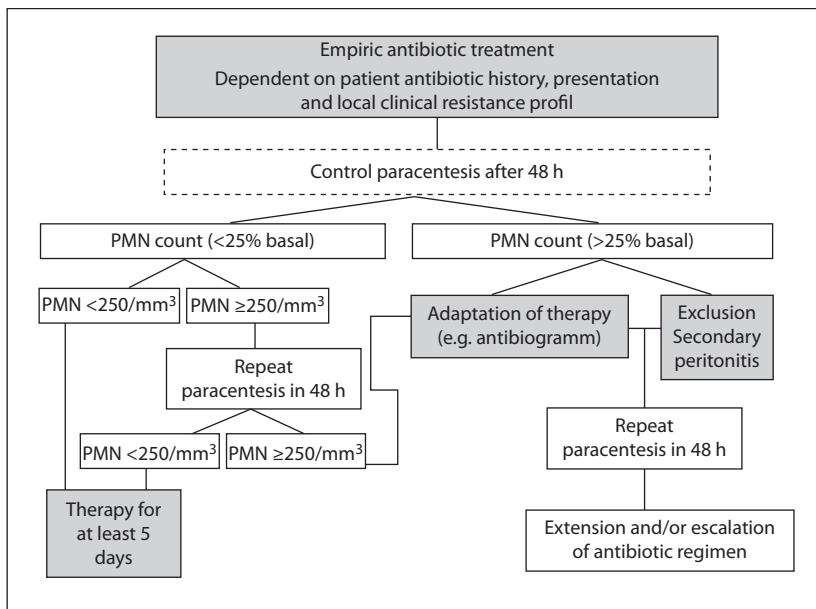 Empiric antibiotic treatment
Dependent on patient antibiotic history, presentation
and local clinical resistance profil
Control paracentesis after 48 h
PMN count (<25% basal)
PMN count (>25% basal)
PMN <250/mm³
PMN ≥250/mm³
Adaptation of therapy
(e.g. antibiogramm)
Exclusion
Secondary
peritonitis
Repeat
paracentesis in 48 h
PMN <250/mm³
PMN ≥250/mm³
Repeat
paracentesis in 48 h
Therapy for
at least 5
days
Extension and/or escalation
of antibiotic regimen